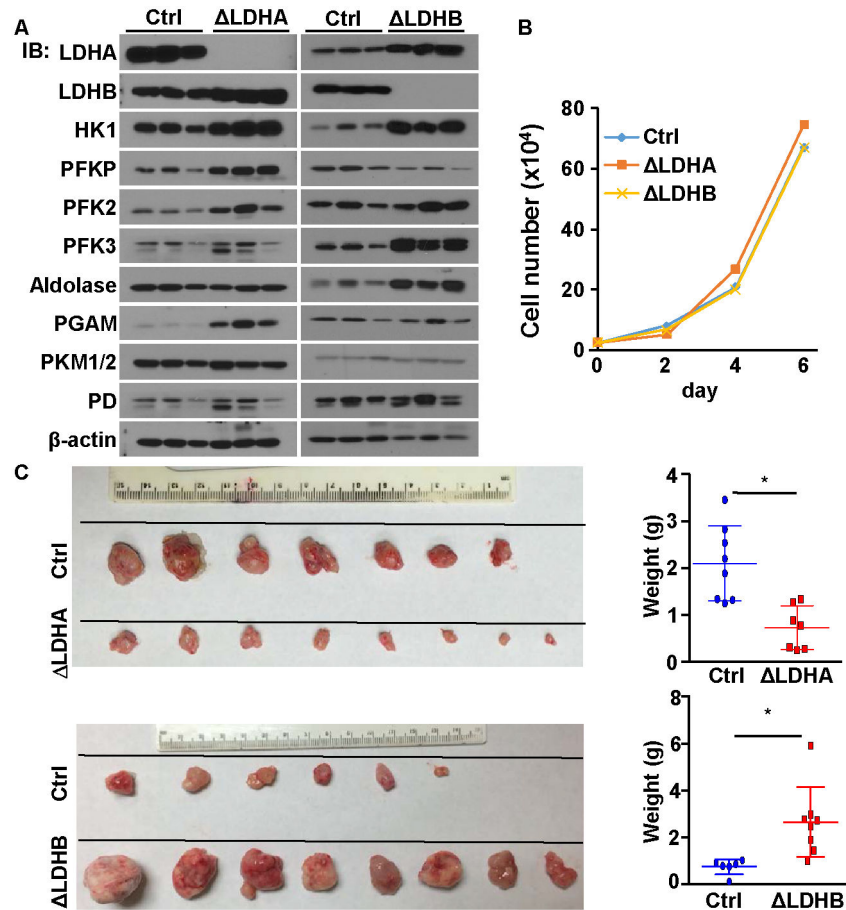 A
Ctrl ΔLDHA Ctrl ΔLDHB
IB: LDHA
LDHB
HK1
PFKP
PFK2
PFK3
Aldolase
PGAM
PKM1/2
PD
β-actin
B
Cell number (x10⁴)
80
60
40
20
0
Ctrl
ΔLDHA
ΔLDHB
0 2 4 6
day
C
Ctrl
ΔLDHA
Weight (g)
4
3
2
1
0
*
Ctrl ΔLDHA
Ctrl
ΔLDHB
Weight (g)
8
6
4
2
0
*
Ctrl ΔLDHB